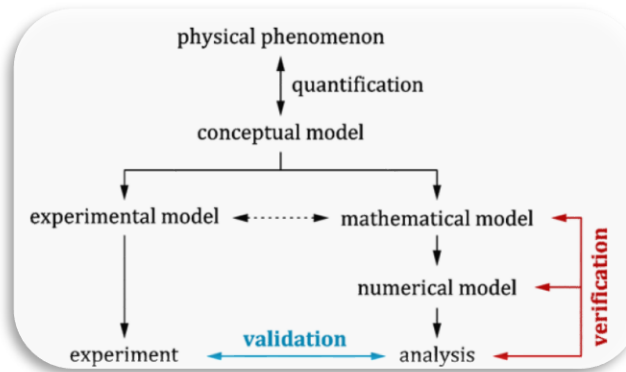 physical phenomenon
quantification
conceptual model
experimental model
mathematical model
numerical model
verification
validation
experiment
analysis